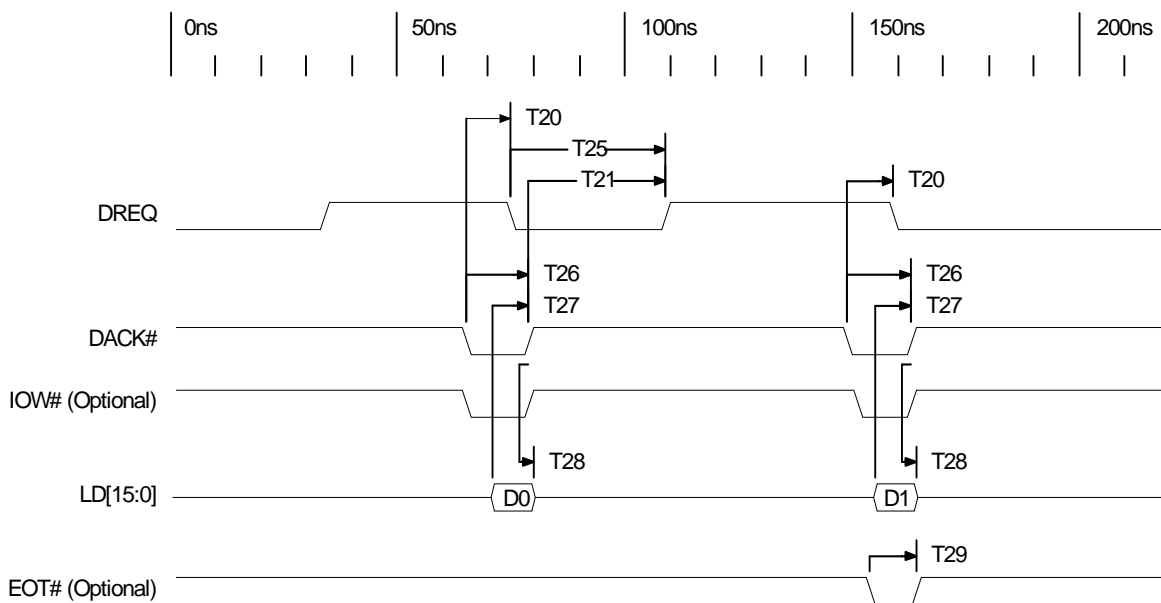 0ns 50ns 100ns 150ns 200ns
T20
T25
T21 T20
DREQ
T26 T26
T27 T27
DACK#
IOW# (Optional)
T28 T28
LD[15:0] D0 D1
T29
EOT# (Optional)